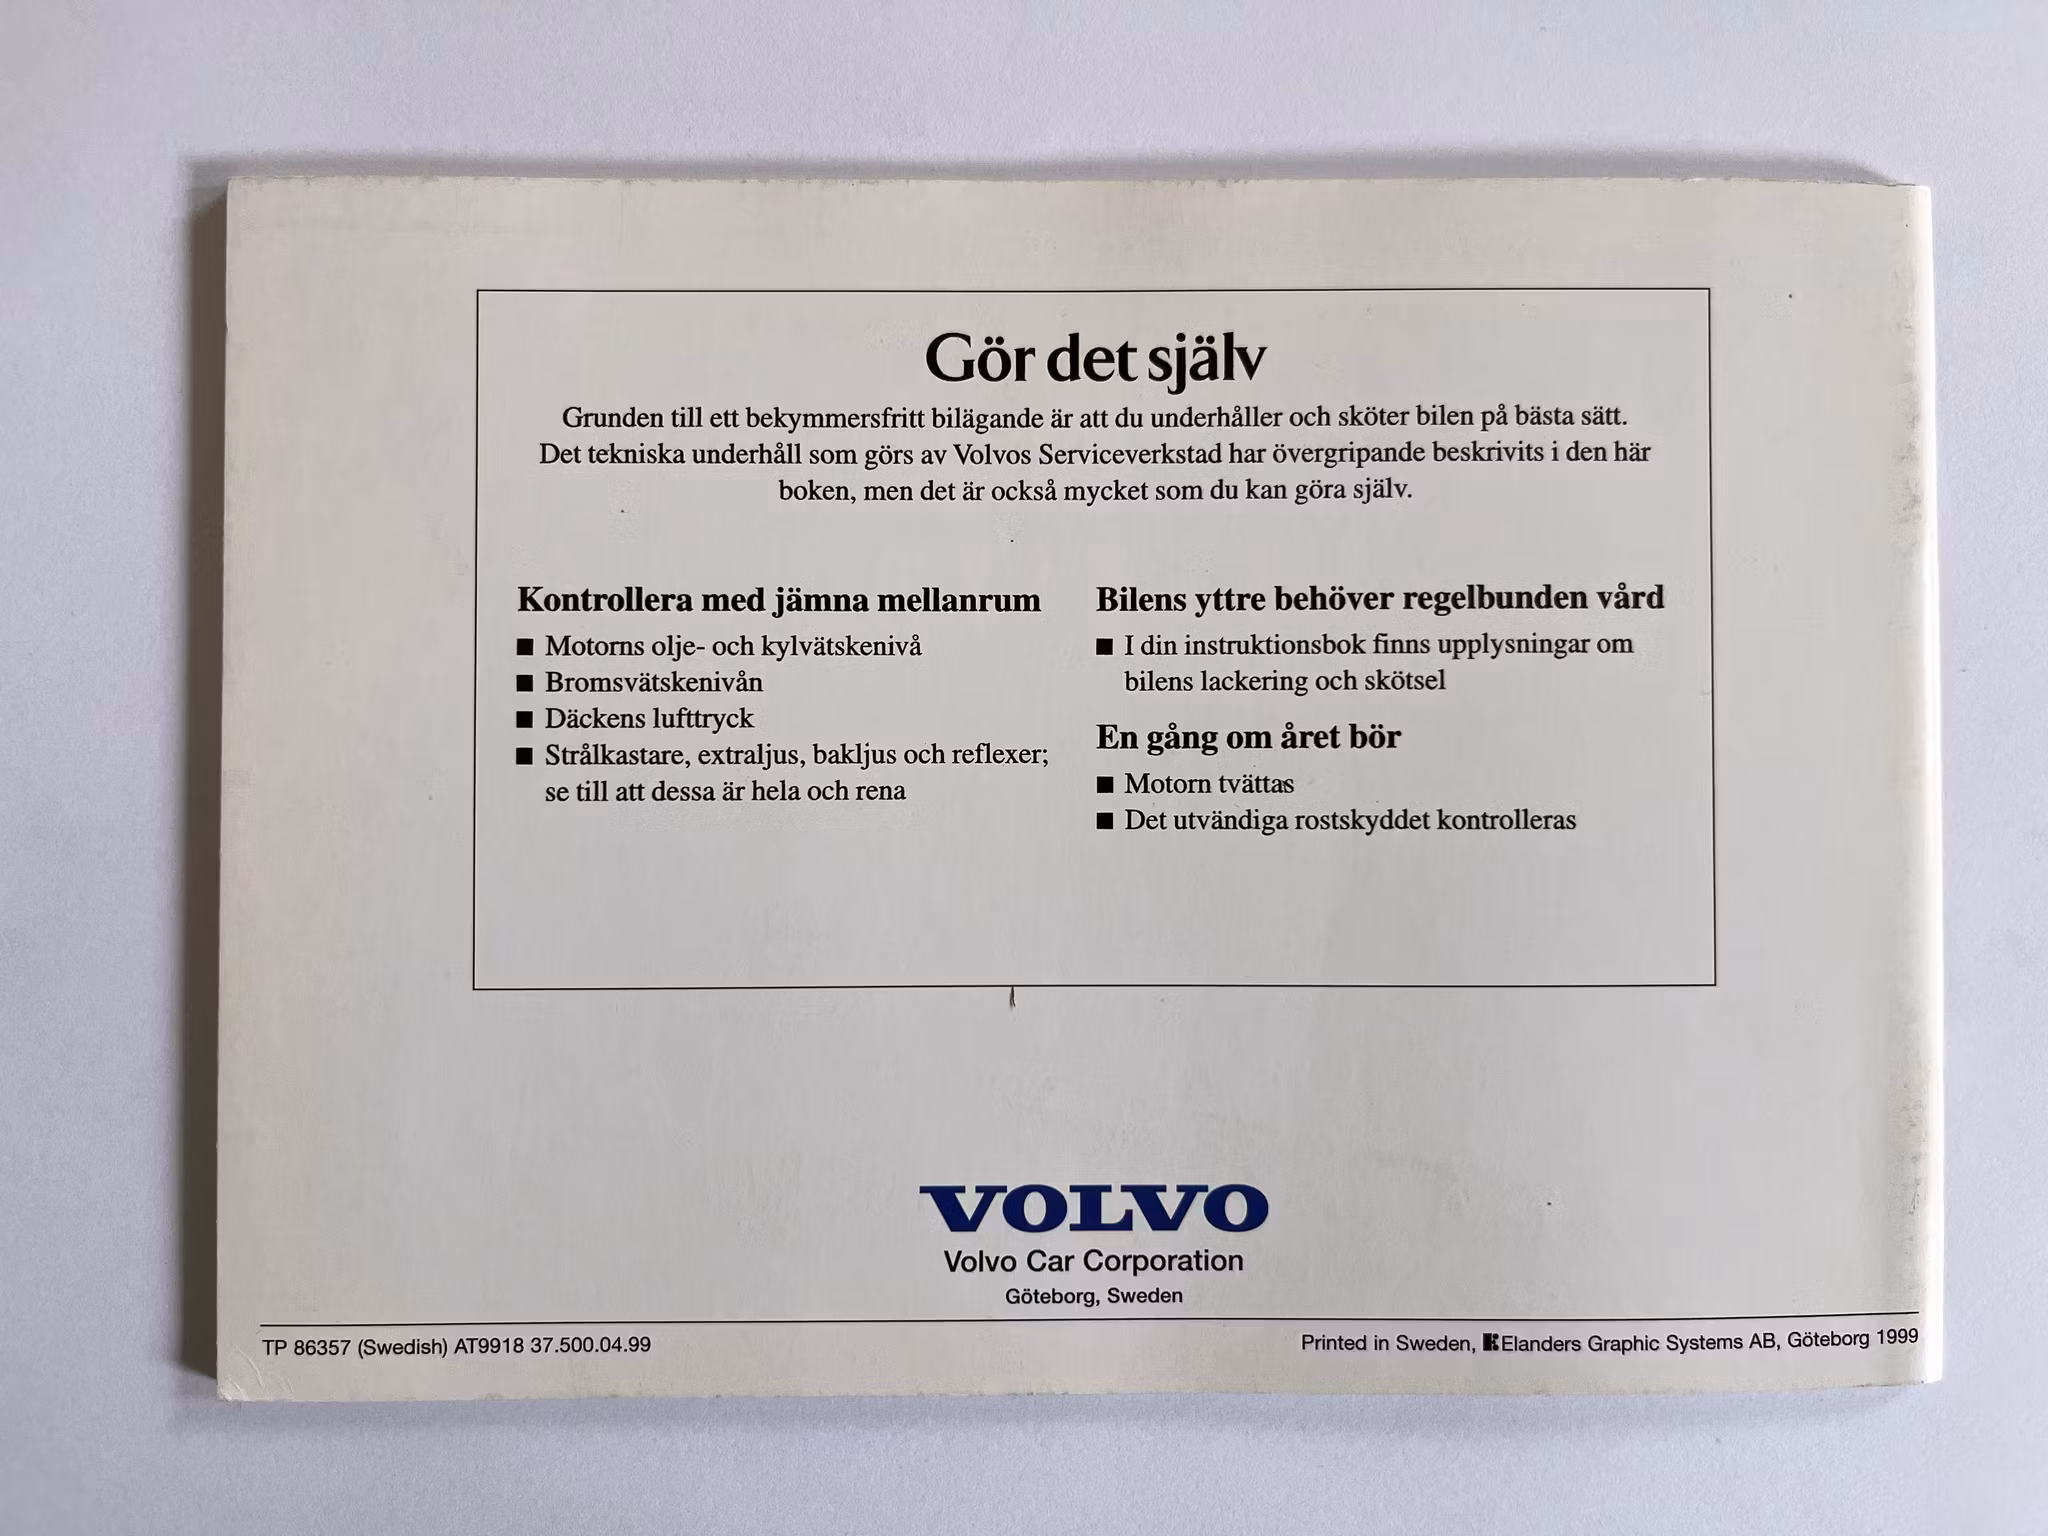 Gör det själv
Grunden till ett bekymmersfritt bilägande är att du underhåller och sköter bilen på bästa sätt.
Det tekniska underhåll som görs av Volvos Serviceverkstad har övergripande beskrivits i den här
boken, men det är också mycket som du kan göra själv.
Kontrollera med jämna mellanrum
■ Motorns olje- och kylvätskenivå
■ Bromsvätskenivån
■ Däckens lufttryck
■ Strålkastare, extraljus, bakljus och reflexer;
se till att dessa är hela och rena
Bilens yttre behöver regelbunden vård
■ I din instruktionsbok finns upplysningar om
bilens lackering och skötsel
En gång om året bör
■ Motorn tvättas
■ Det utvändiga rostskyddet kontrolleras
VOLVO
Volvo Car Corporation
Göteborg, Sweden
TP 86357 (Swedish) AT9918 37.500.04.99
Printed in Sweden, Elanders Graphic Systems AB, Göteborg 1999